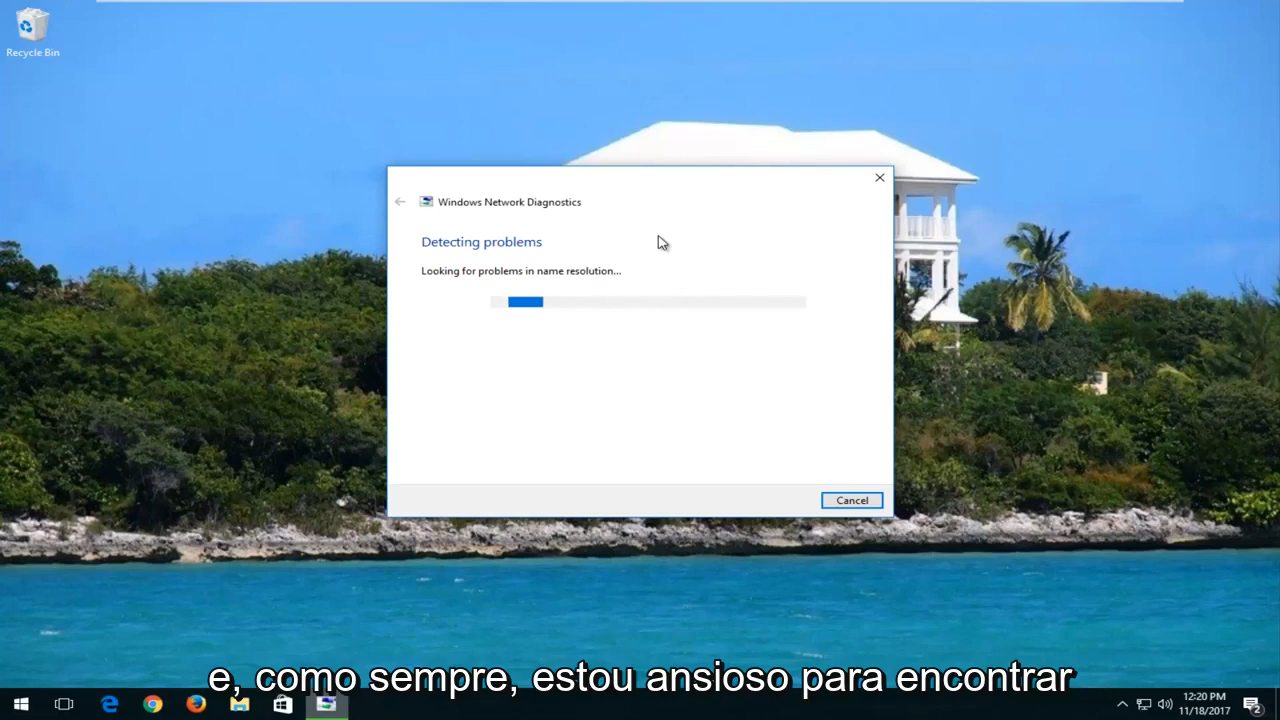 Recycle Bin
Windows Network Diagnostics
Detecting problems
Looking for problems in name resolution...
Cancel
e, como sempre, estou ansioso para encontrar
12:20 PM
11/18/2017
2